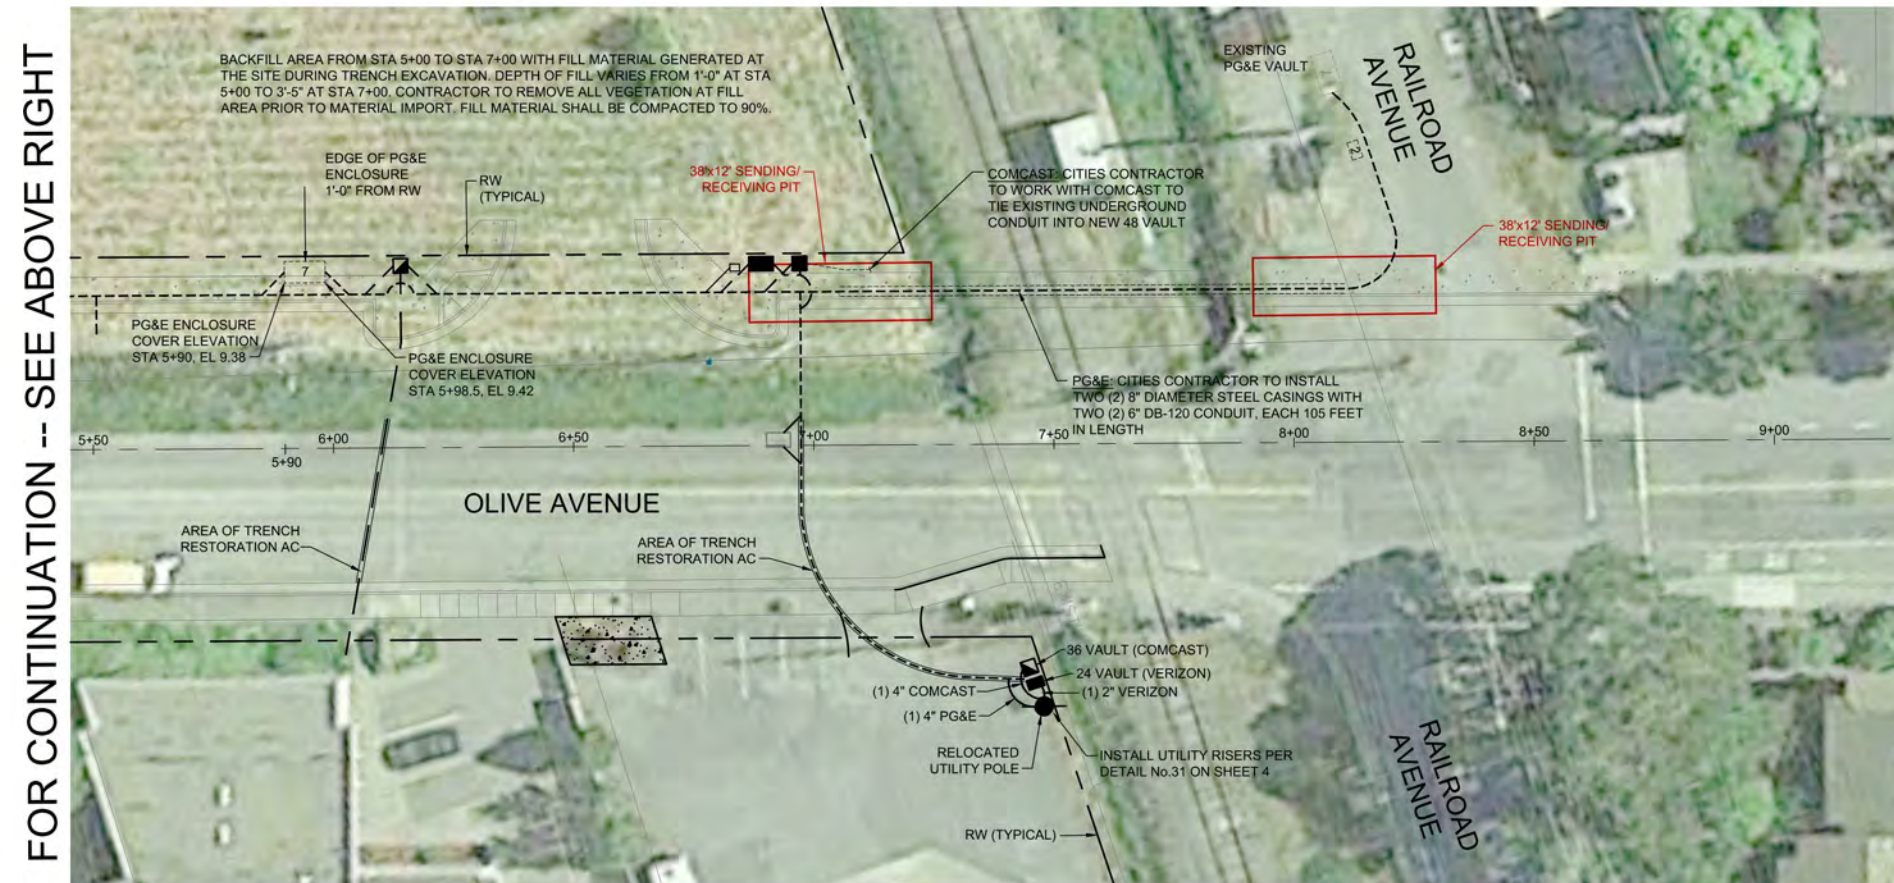 FOR CONTINUATION -- SEE ABOVE RIGHT
BACKFILL AREA FROM STA 5+00 TO STA 7+00 WITH FILL MATERIAL GENERATED AT
THE SITE DURING TRENCH EXCAVATION. DEPTH OF FILL VARIES FROM 1'-0" AT STA
5+00 TO 3'-5" AT STA 7+00. CONTRACTOR TO REMOVE ALL VEGETATION AT FILL
AREA PRIOR TO MATERIAL IMPORT. FILL MATERIAL SHALL BE COMPACTED TO 90%.
EXISTING
PG&E VAULT
RAILROAD
AVENUE
[2]
EDGE OF PG&E
ENCLOSURE
1'-0" FROM RW
RW
(TYPICAL)
38'x12' SENDING/
RECEIVING PIT
COMCAST: CITIES CONTRACTOR
TO WORK WITH COMCAST TO
TIE EXISTING UNDERGROUND
CONDUIT INTO NEW 48 VAULT
38'x12' SENDING/
RECEIVING PIT
7
PG&E ENCLOSURE
COVER ELEVATION
STA 5+90, EL 9.38
PG&E ENCLOSURE
COVER ELEVATION
STA 5+98.5, EL 9.42
PG&E: CITIES CONTRACTOR TO INSTALL
TWO (2) 8" DIAMETER STEEL CASINGS WITH
TWO (2) 6" DB-120 CONDUIT, EACH 105 FEET
IN LENGTH
5+50
5+90
6+00
6+50
7+00
7+50
8+00
8+50
9+00
OLIVE AVENUE
AREA OF TRENCH
RESTORATION AC
AREA OF TRENCH
RESTORATION AC
36 VAULT (COMCAST)
24 VAULT (VERIZON)
(1) 4" COMCAST
(1) 2" VERIZON
(1) 4" PG&E
RELOCATED
UTILITY POLE
INSTALL UTILITY RISERS PER
DETAIL No.31 ON SHEET 4
RW (TYPICAL)
RAILROAD
AVENUE